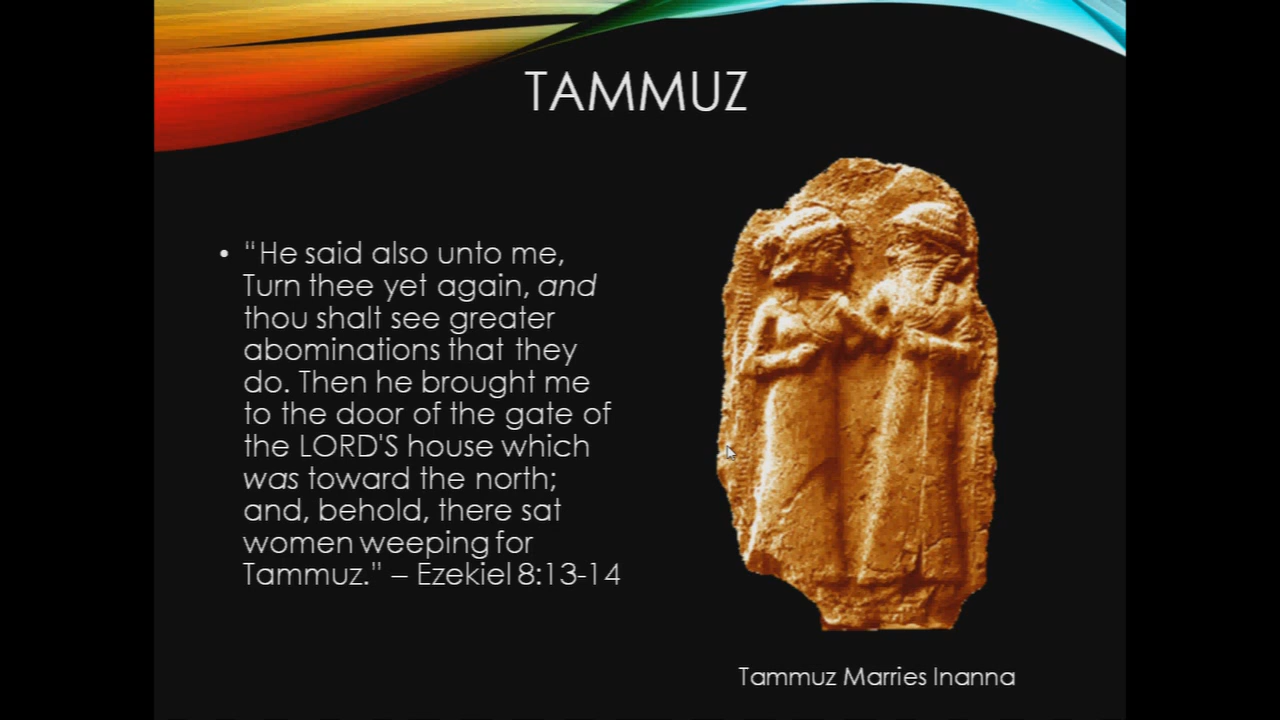 TAMMUZ
• "He said also unto me,
Turn thee yet again, and
thou shalt see greater
abominations that they
do. Then he brought me
to the door of the gate of
the LORD'S house which
was toward the north;
and, behold, there sat
women weeping for
Tammuz." – Ezekiel 8:13-14
Tammuz Marries Inanna